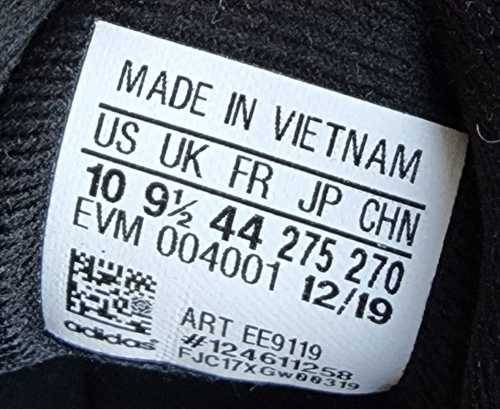 MADE IN VIETNAM
US UK FR JP CHN
10 9½ 44 275 270
EVM 004001 12/19
ART EE9119
#124611258
FJC17XGw00319
adidas